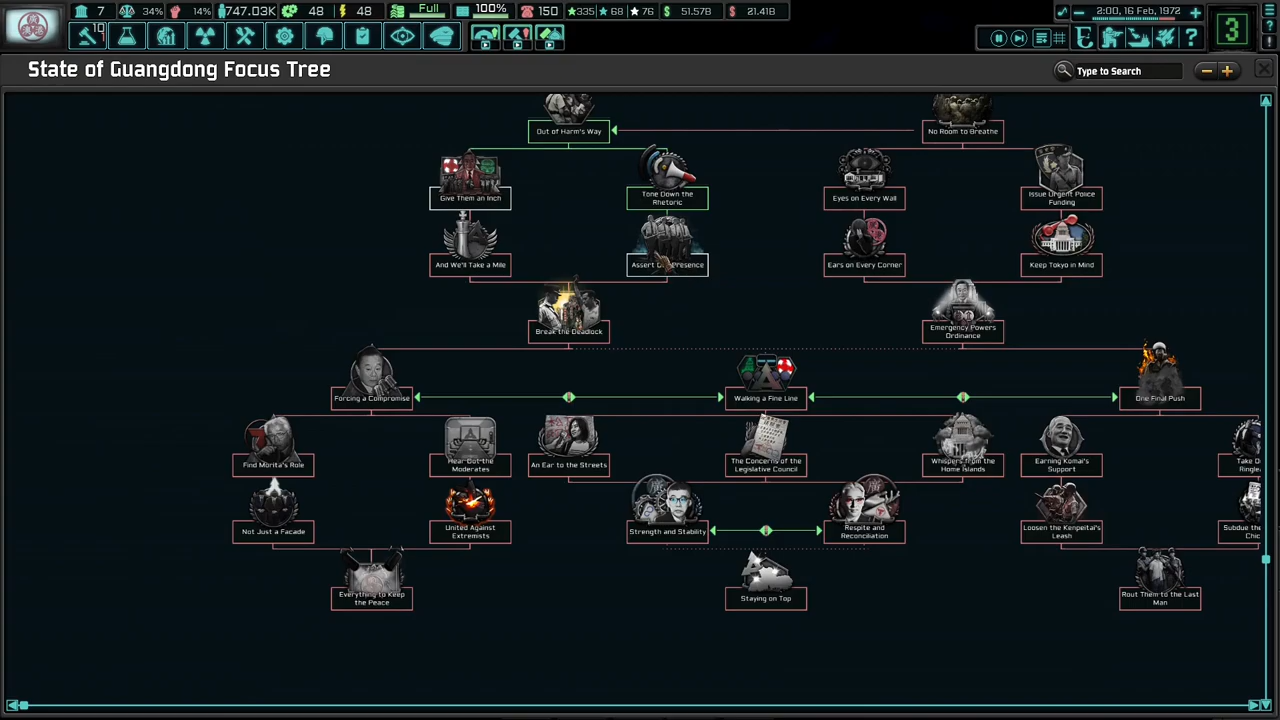 7 34% 14% 747.03K 48 48 Full 100% 150 335 68 76 $ 51.57B $ 21.41B 2:00, 16 Feb, 1972
10
3
State of Guangdong Focus Tree
Type to Search
Out of Harm's Way
No Room to Breathe
Give Them an Inch
Tone Down the
Rhetoric
Eyes on Every Wall
Issue Urgent Police
Funding
And We'll Take a Mile
Ears on Every Corner
Keep Tokyo in Mind
Break the Deadlock
Emergency Powers
Ordinance
Forcing a Compromise
Walking a Fine Line
One Final Push
Find Morita's Role
Hear Out the
Moderates
An Ear to the Streets
The Concerns of the
Legislative Council
Whispers from the
Home Islands
Earning Komai's
Support
Not Just a Facade
United Against
Extremists
Strength and Stability
Respite and
Reconciliation
Loosen the Kenpeitai's
Leash
Everything to Keep
the Peace
Staying on Top
Rout Them to the Last
Man